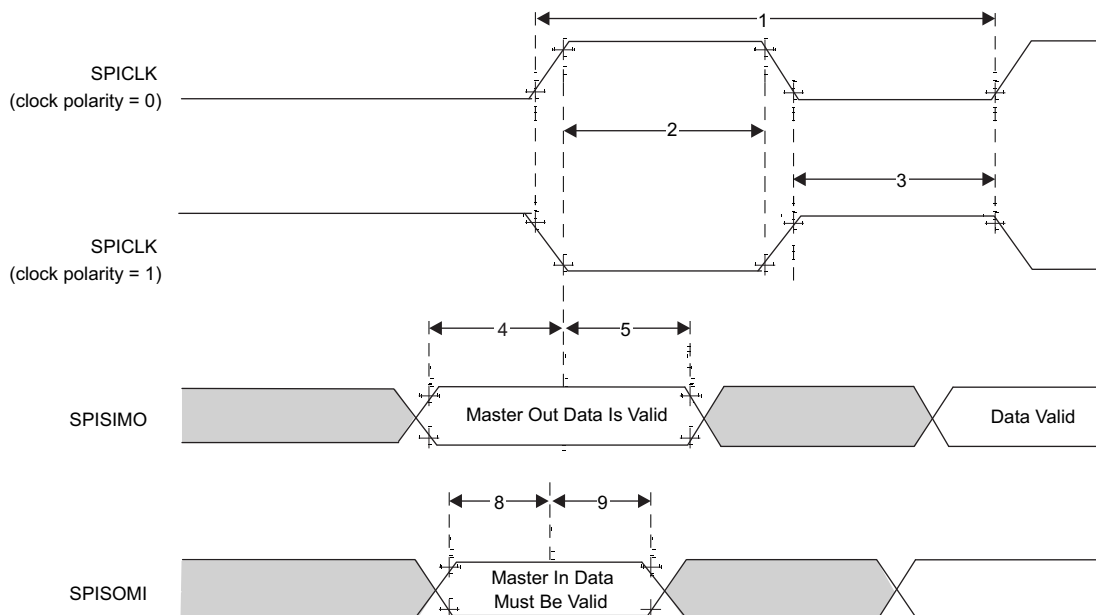 1
SPICLK
(clock polarity = 0)
2
3
SPICLK
(clock polarity = 1)
4
5
SPISIMO
Master Out Data Is Valid
Data Valid
8
9
SPISOMI
Master In Data
Must Be Valid